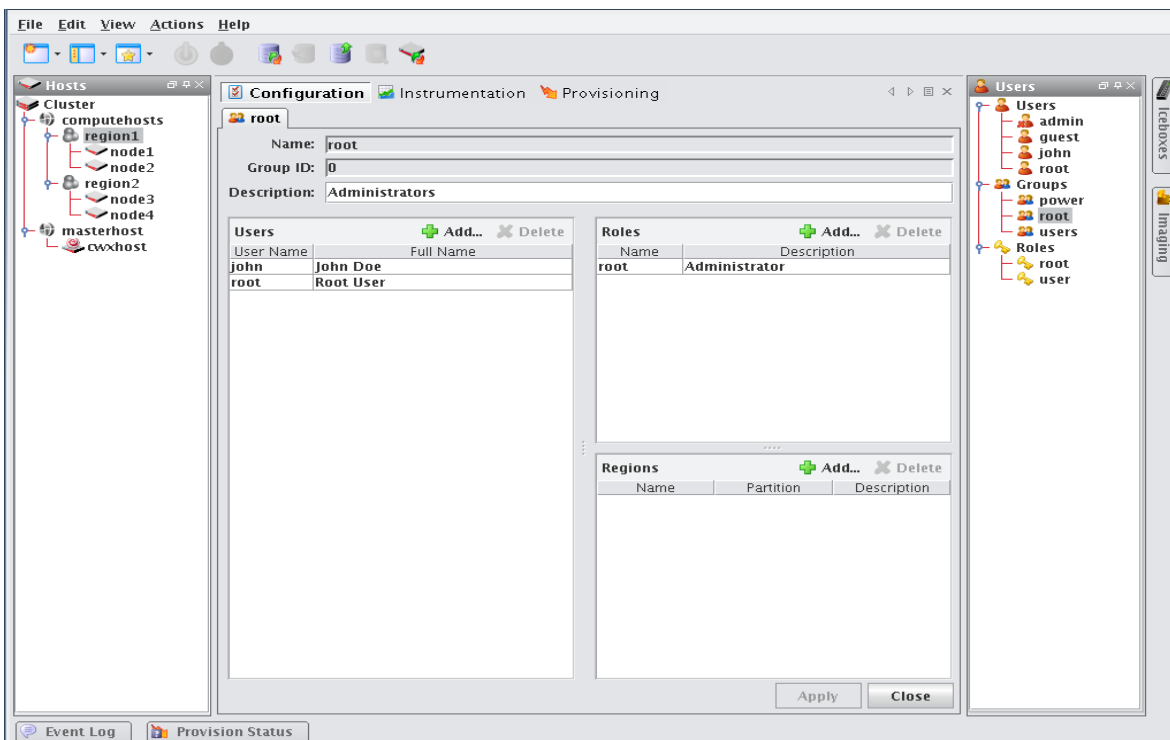 File Edit View Actions Help
Hosts
Cluster
computehosts
region1
node1
node2
region2
node3
node4
masterhost
cwxhost
Configuration Instrumentation Provisioning
root
Name: root
Group ID: 0
Description: Administrators
Users Add... Delete
User Name Full Name
john John Doe
root Root User
Roles Add... Delete
Name Description
root Administrator
Regions Add... Delete
Name Partition Description
Apply Close
Users
Users
admin
guest
john
root
Groups
power
root
users
Roles
root
user
Iceboxes
Imaging
Event Log Provision Status